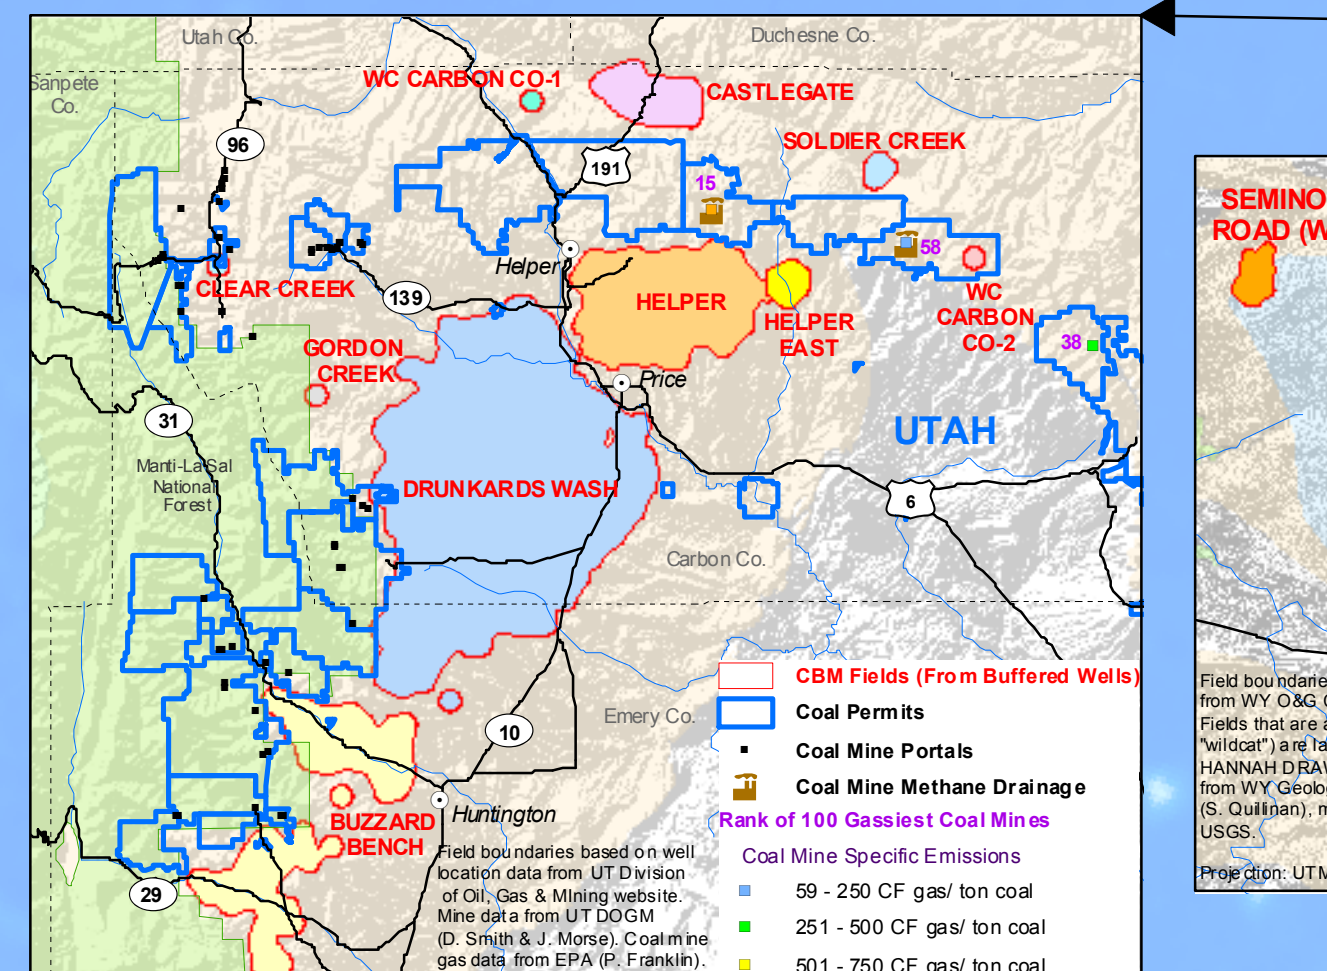 Utah Co.
Duchesne Co.
Sanpete
Co.
WC CARBON CO-1
CASTLEGATE
96
191
SOLDIER CREEK
15
58
Helper
CLEAR CREEK
139
HELPER
HELPER
EAST
WC
CARBON
CO-2
38
GORDON
CREEK
Price
31
UTAH
Manti-La Sal
National
Forest
DRUNKARDS WASH
6
Carbon Co.
Emery Co.
10
Huntington
BUZZARD
BENCH
29
Field boundaries based on well
location data from UT Division
of Oil, Gas & MIning website.
Mine data from UT DOGM
(D. Smith & J. Morse). Coal mine
gas data from EPA (P. Franklin).
CBM Fields (From Buffered Wells)
Coal Permits
Coal Mine Portals
Coal Mine Methane Drainage
Rank of 100 Gassiest Coal Mines
Coal Mine Specific Emissions
59 - 250 CF gas/ ton coal
251 - 500 CF gas/ ton coal
501 - 750 CF gas/ ton coal
SEMINO
ROAD (W
Field boundarie
from WY O&G C
Fields that are a
"wildcat") are la
HANNAH DRAW
from WY Geolog
(S. Quillinan), m
USGS.
Projection: UTM